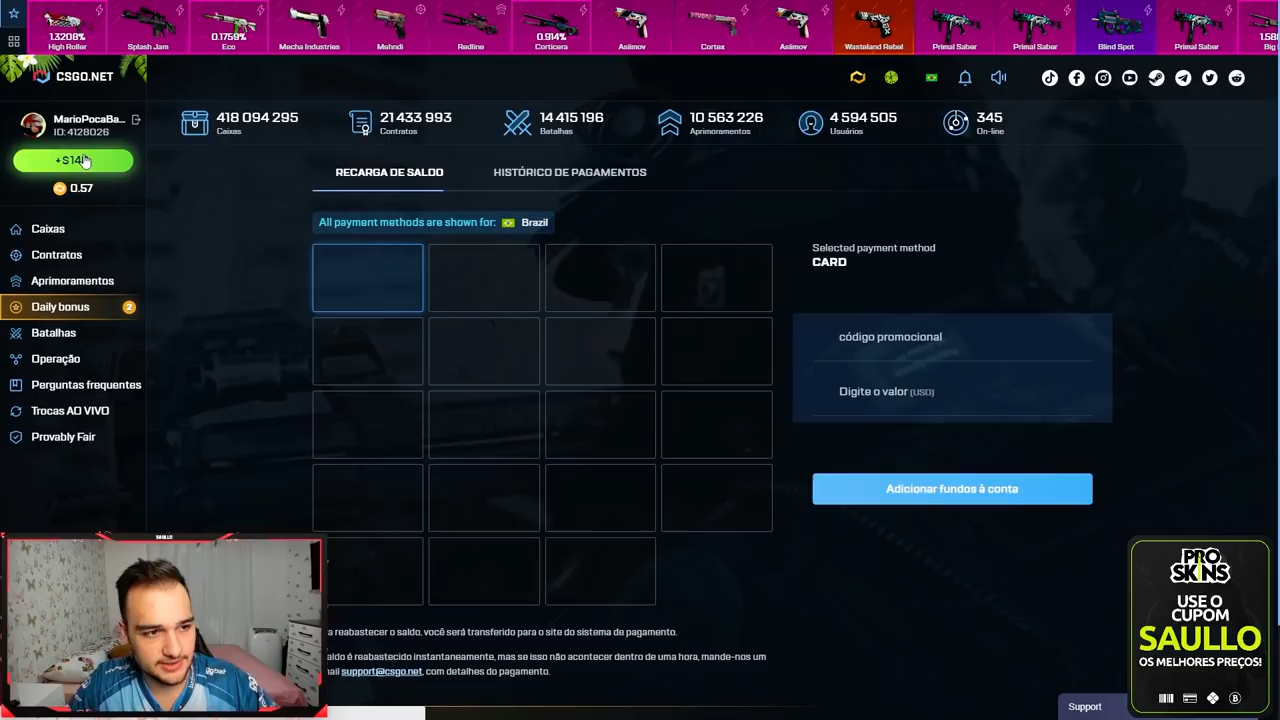 1.3208%
High Roller
Splash Jam
0.1759%
Eco
Mecha Industries
Mehndi
Redline
0.914%
Corticera
Asiimov
Cortex
Asiimov
Wasteland Rebel
Primal Saber
Primal Saber
Blind Spot
Primal Saber
CSGO.NET
MarioPocaBa...
ID: 4128026
0.57
418 094 295
Caixas
21 433 993
Contratos
14 415 196
Batalhas
10 563 226
Aprimoramentos
4 594 505
Usuários
345
On-line
RECARGA DE SALDO
HISTÓRICO DE PAGAMENTOS
All payment methods are shown for: Brazil
Caixas
Contratos
Aprimoramentos
Daily bonus 2
Batalhas
Operação
Perguntas frequentes
Trocas AO VIVO
Provably Fair
Selected payment method
CARD
código promocional
Digite o valor (USD)
Adicionar fundos à conta
reabastecer o saldo, você será transferido para o site do sistema de pagamento.
é reabastecido instantaneamente, mas se isso não acontecer dentro de uma hora, mande-nos um
support@csgo.net, com detalhes do pagamento.
SAULLO
PRO
SKINS
USE O
CUPOM
SAULLO
OS MELHORES PREÇOS!
Support